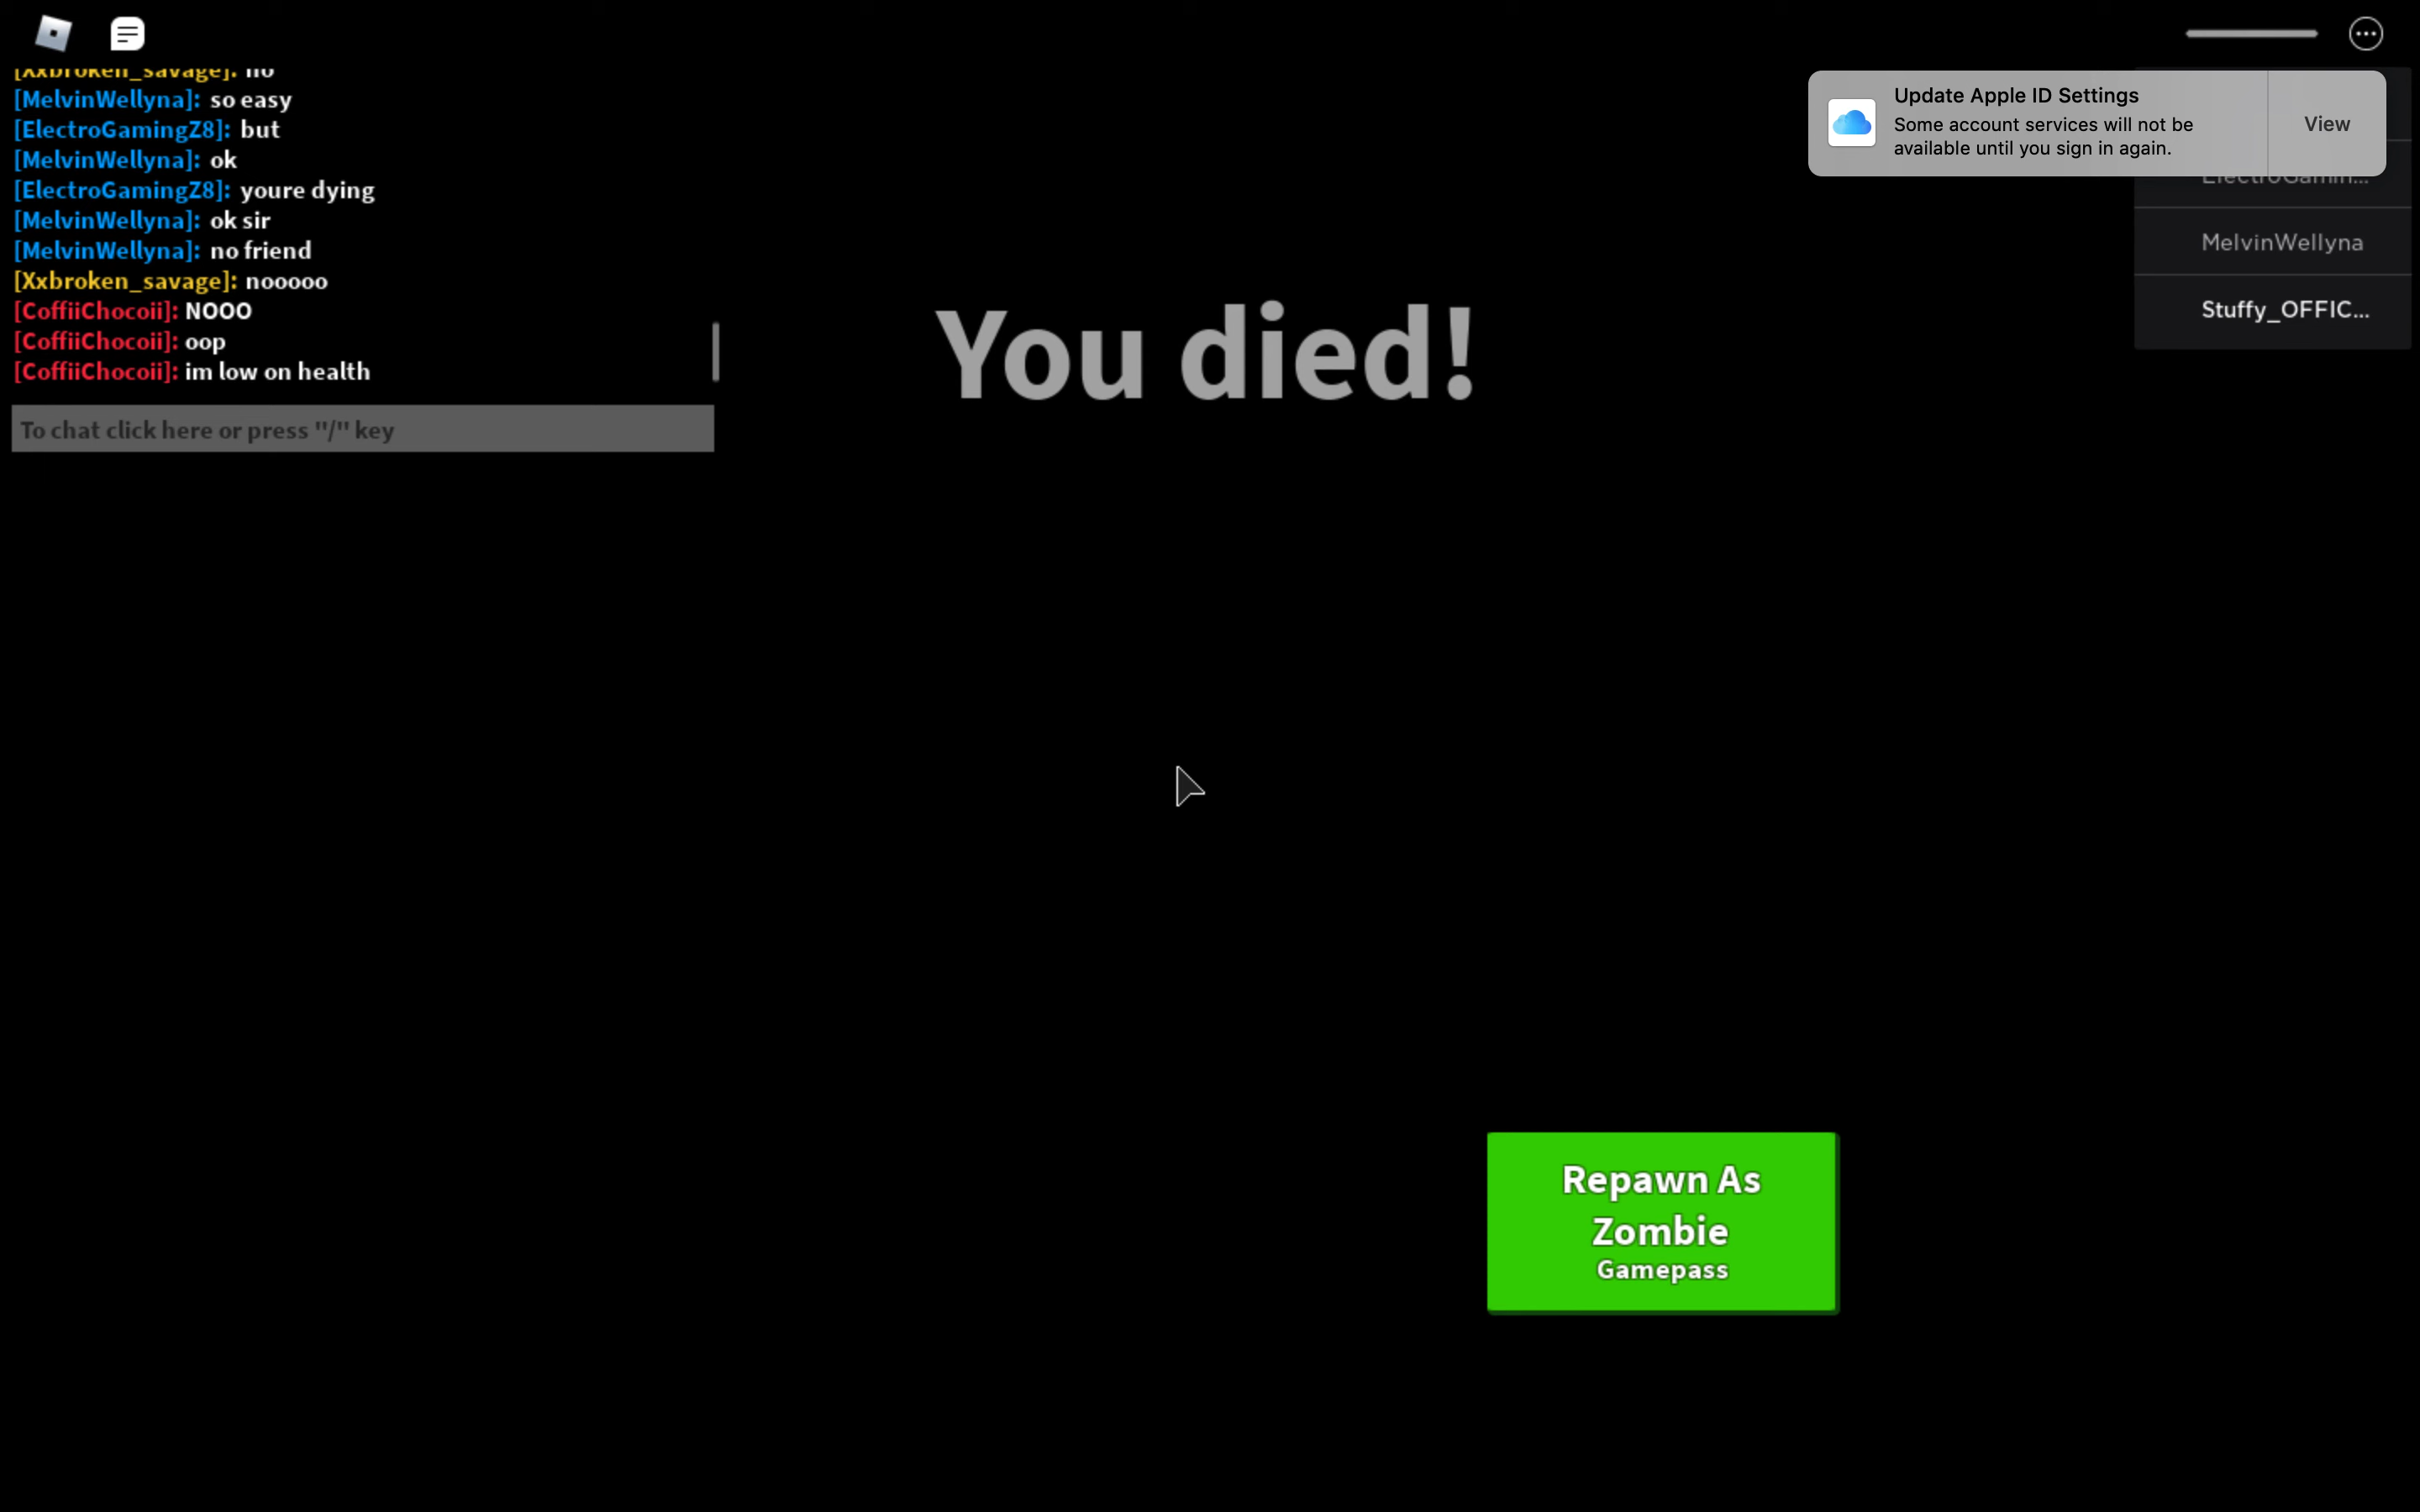 [Xxbroken_savage]: no
[MelvinWellyna]: so easy
[ElectroGamingZ8]: but
[MelvinWellyna]: ok
[ElectroGamingZ8]: youre dying
[MelvinWellyna]: ok sir
[MelvinWellyna]: no friend
[Xxbroken_savage]: nooooo
[CoffiiChocoii]: NOOO
[CoffiiChocoii]: oop
[CoffiiChocoii]: im low on health
To chat click here or press "/" key
You died!
Update Apple ID Settings
Some account services will not be
available until you sign in again.
View
ElectroGamin...
MelvinWellyna
Stuffy_OFFIC...
Repawn As
Zombie
Gamepass